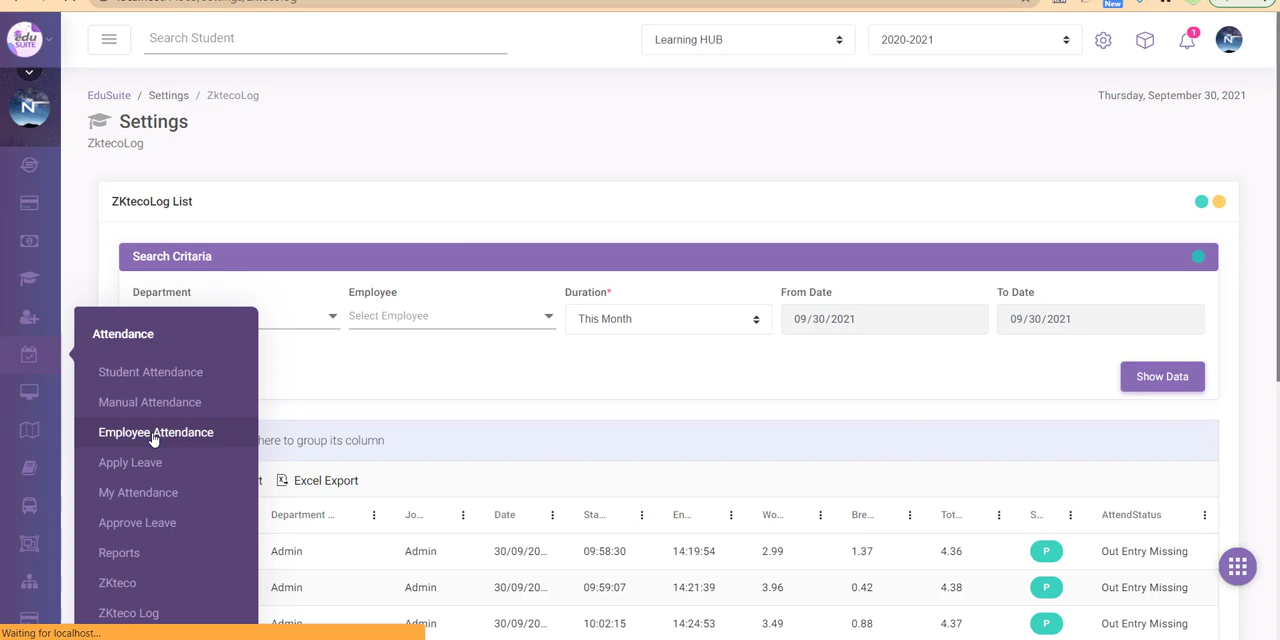 New
edu
SUITE
Search Student
Learning HUB
2020-2021
1
N
N
EduSuite / Settings / ZktecoLog
Thursday, September 30, 2021
Settings
ZktecoLog
ZKtecoLog List
Search Critaria
Department
Employee
Duration*
From Date
To Date
Select Employee
This Month
09/30/2021
09/30/2021
Show Data
Attendance
Student Attendance
Manual Attendance
Employee Attendance
Apply Leave
My Attendance
Approve Leave
Reports
ZKteco
ZKteco Log
here to group its column
Excel Export
Department ...
Jo...
Date
Sta...
En...
Wo...
Bre...
Tot...
S...
AttendStatus
Admin Admin 30/09/20... 09:58:30 14:19:54 2.99 1.37 4.36 P Out Entry Missing
Admin Admin 30/09/20... 09:59:07 14:21:39 3.96 0.42 4.38 P Out Entry Missing
Admin Admin 30/09/20... 10:02:15 14:24:53 3.49 0.88 4.37 P Out Entry Missing
Waiting for localhost...